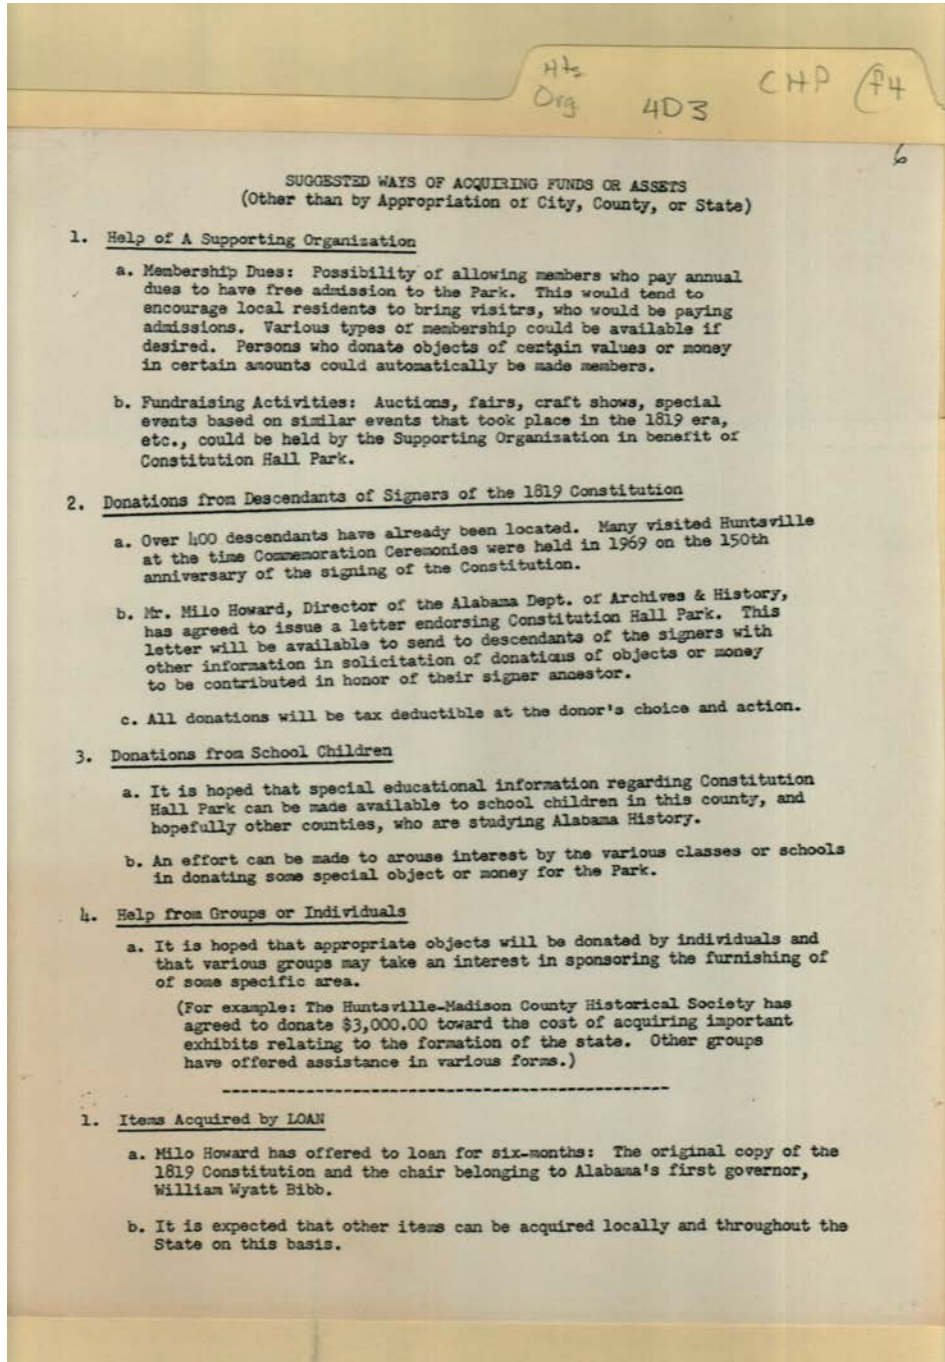 Hts
Org.
4D3
CHP
f4
6
SUGGESTED WAYS OF ACQUIRING FUNDS OR ASSETS
(Other than by Appropriation of City, County, or State)
1. Help of A Supporting Organization
a. Membership Dues: Possibility of allowing members who pay annual
dues to have free admission to the Park. This would tend to
encourage local residents to bring visitrs, who would be paying
admissions. Various types of membership could be available if
desired. Persons who donate objects of certain values or money
in certain amounts could automatically be made members.
b. Fundraising Activities: Auctions, fairs, craft shows, special
events based on similar events that took place in the 1819 era,
etc., could be held by the Supporting Organization in benefit of
Constitution Hall Park.
2. Donations from Descendants of Signers of the 1819 Constitution
a. Over 400 descendants have already been located. Many visited Huntsville
at the time Commemoration Ceremonies were held in 1969 on the 150th
anniversary of the signing of the Constitution.
b. Mr. Milo Howard, Director of the Alabama Dept. of Archives & History,
has agreed to issue a letter endorsing Constitution Hall Park. This
letter will be available to send to descendants of the signers with
other information in solicitation of donations of objects or money
to be contributed in honor of their signer ancestor.
c. All donations will be tax deductible at the donor's choice and action.
3. Donations from School Children
a. It is hoped that special educational information regarding Constitution
Hall Park can be made available to school children in this county, and
hopefully other counties, who are studying Alabama History.
b. An effort can be made to arouse interest by the various classes or schools
in donating some special object or money for the Park.
4. Help from Groups or Individuals
a. It is hoped that appropriate objects will be donated by individuals and
that various groups may take an interest in sponsoring the furnishing of
of some specific area.
(For example: The Huntsville-Madison County Historical Society has
agreed to donate $3,000.00 toward the cost of acquiring important
exhibits relating to the formation of the state. Other groups
have offered assistance in various forms.)
1. Items Acquired by LOAN
a. Milo Howard has offered to loan for six-months: The original copy of the
1819 Constitution and the chair belonging to Alabama's first governor,
William Wyatt Bibb.
b. It is expected that other items can be acquired locally and throughout the
State on this basis.